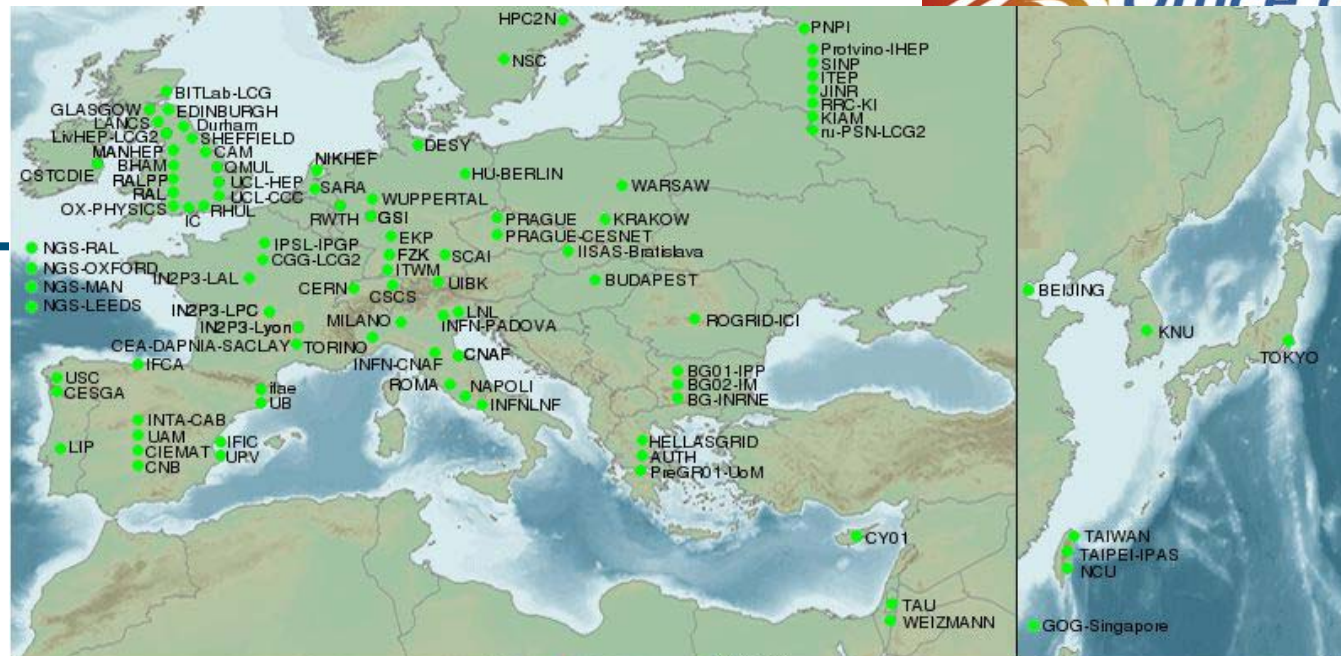 Office
HPC2N
NSC
PNPI
Protvino-IHEP
SINP
ITEP
JINR
RRC-KI
KIAM
ru-PSN-LCG2
BITLab-LCG
GLASGOW
EDINBURGH
LANCS
Durham
LivHEP-LCG2
SHEFFIELD
MANHEP
CAM
BHAM
QMUL
CSTCDIE
RALPP
UCL-HEP
RAL
UCL-CCC
OX-PHYSICS
IC
RHUL
NIKHEF
SARA
DESY
HU-BERLIN
WUPPERTAL
RWTH
GSI
WARSAW
PRAGUE
KRAKOW
PRAGUE-CESNET
IISAS-Bratislava
EKP
FZK
SCAI
ITWM
UIBK
CERN
CSCS
BUDAPEST
NGS-RAL
NGS-OXFORD
NGS-MAN
NGS-LEEDS
IPSL-IPGP
CGG-LCG2
IN2P3-LAL
IN2P3-LPC
IN2P3-Lyon
CEA-DAPNIA-SACLAY
MILANO
TORINO
LNL
INFN-PADOVA
INFN-CNAF
CNAF
ROMA
NAPOLI
INFNLNF
ROGRID-ICI
BG01-IPP
BG02-IM
BG-INRNE
IFCA
USC
CESGA
ifae
UB
INTA-CAB
UAM
CIEMAT
CNB
LIP
IFIC
UPV
HELLASGRID
AUTH
PreGR01-UoM
CY01
TAU
WEIZMANN
BEIJING
KNU
TOKYO
TAIWAN
TAIPEI-IPAS
NCU
GOG-Singapore